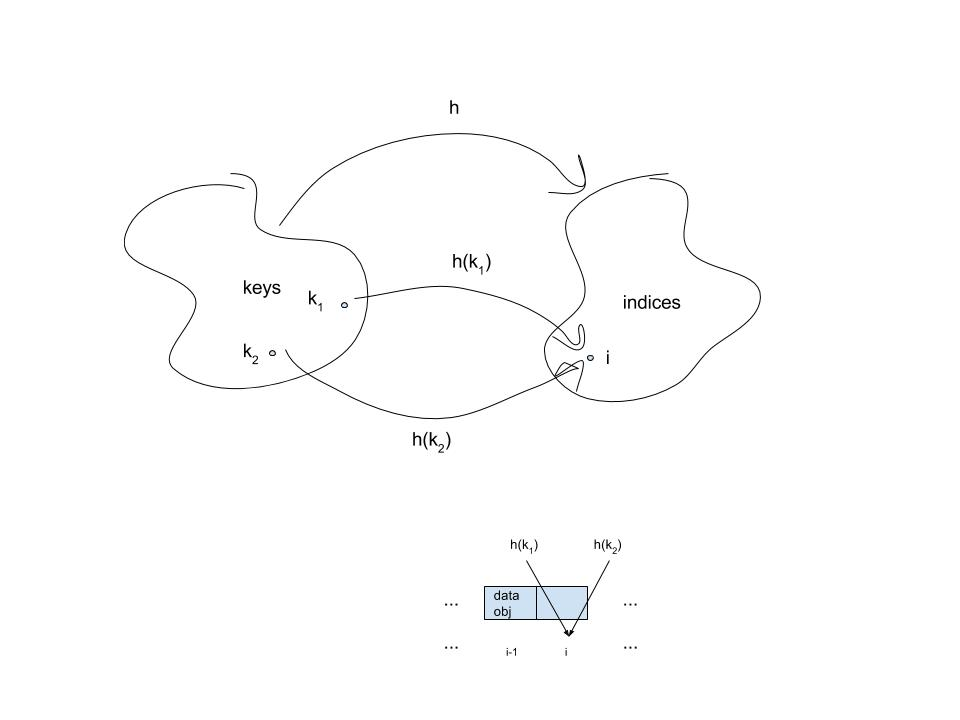 h
h(k₁)
keys
k₁
indices
k₂
i
h(k₂)
h(k₁)
h(k₂)
...
data
obj
...
...
i-1
i
...